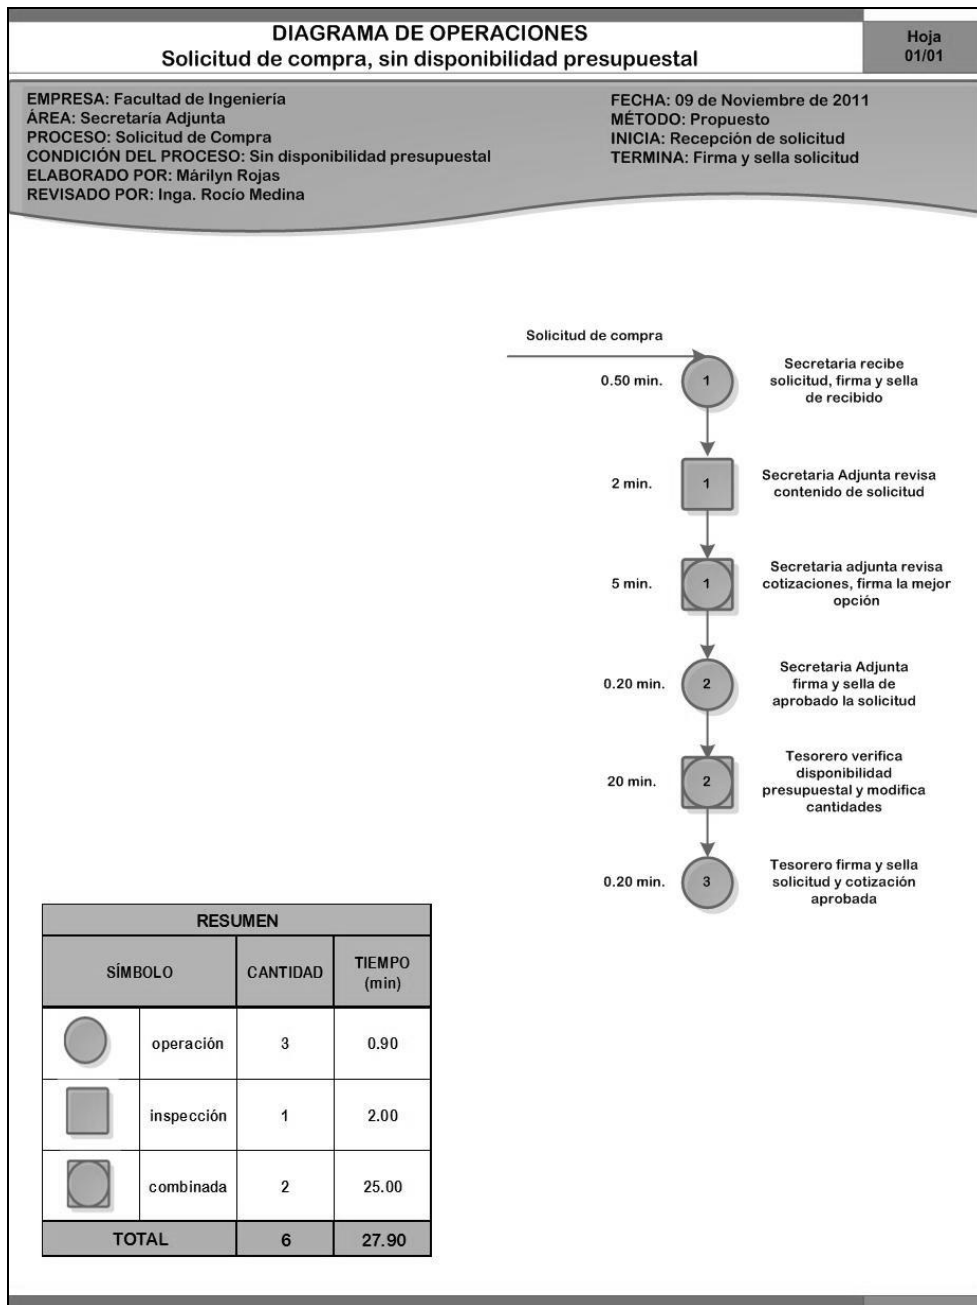 DIAGRAMA DE OPERACIONES
Solicitud de compra, sin disponibilidad presupuestal
Hoja
01/01
EMPRESA: Facultad de Ingeniería
ÁREA: Secretaría Adjunta
PROCESO: Solicitud de Compra
CONDICIÓN DEL PROCESO: Sin disponibilidad presupuestal
ELABORADO POR: Márilyn Rojas
REVISADO POR: Inga. Rocío Medina
FECHA: 09 de Noviembre de 2011
MÉTODO: Propuesto
INICIA: Recepción de solicitud
TERMINA: Firma y sella solicitud
Solicitud de compra
0.50 min.
1
Secretaria recibe
solicitud, firma y sella
de recibido
2 min.
1
Secretaria Adjunta revisa
contenido de solicitud
5 min.
1
Secretaria adjunta revisa
cotizaciones, firma la mejor
opción
0.20 min.
2
Secretaria Adjunta
firma y sella de
aprobado la solicitud
20 min.
2
Tesorero verifica
disponibilidad
presupuestal y modifica
cantidades
0.20 min.
3
Tesorero firma y sella
solicitud y cotización
aprobada
RESUMEN
SÍMBOLO CANTIDAD TIEMPO
(min)
operación 3 0.90
inspección 1 2.00
combinada 2 25.00
TOTAL 6 27.90